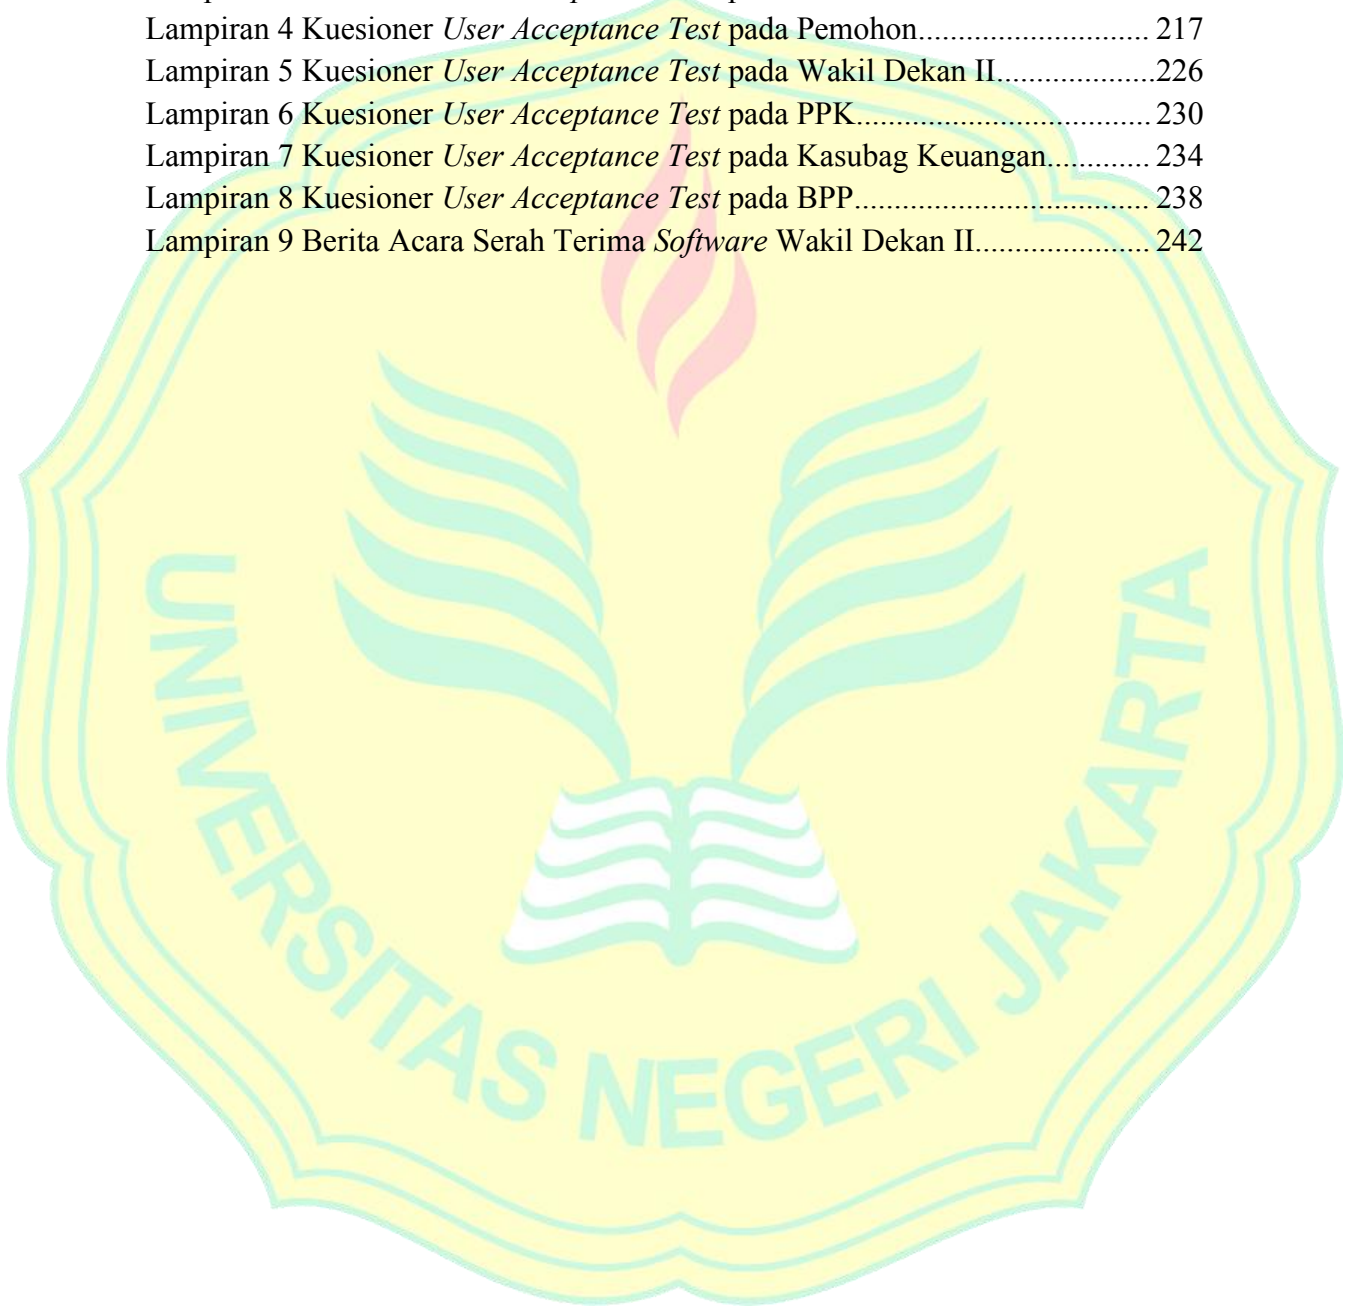 Lampiran 4 Kuesioner User Acceptance Test pada Pemohon............................. 217
Lampiran 5 Kuesioner User Acceptance Test pada Wakil Dekan II....................226
Lampiran 6 Kuesioner User Acceptance Test pada PPK..................................... 230
Lampiran 7 Kuesioner User Acceptance Test pada Kasubag Keuangan............. 234
Lampiran 8 Kuesioner User Acceptance Test pada BPP..................................... 238
Lampiran 9 Berita Acara Serah Terima Software Wakil Dekan II...................... 242
UNIVERSITAS NEGERI JAKARTA